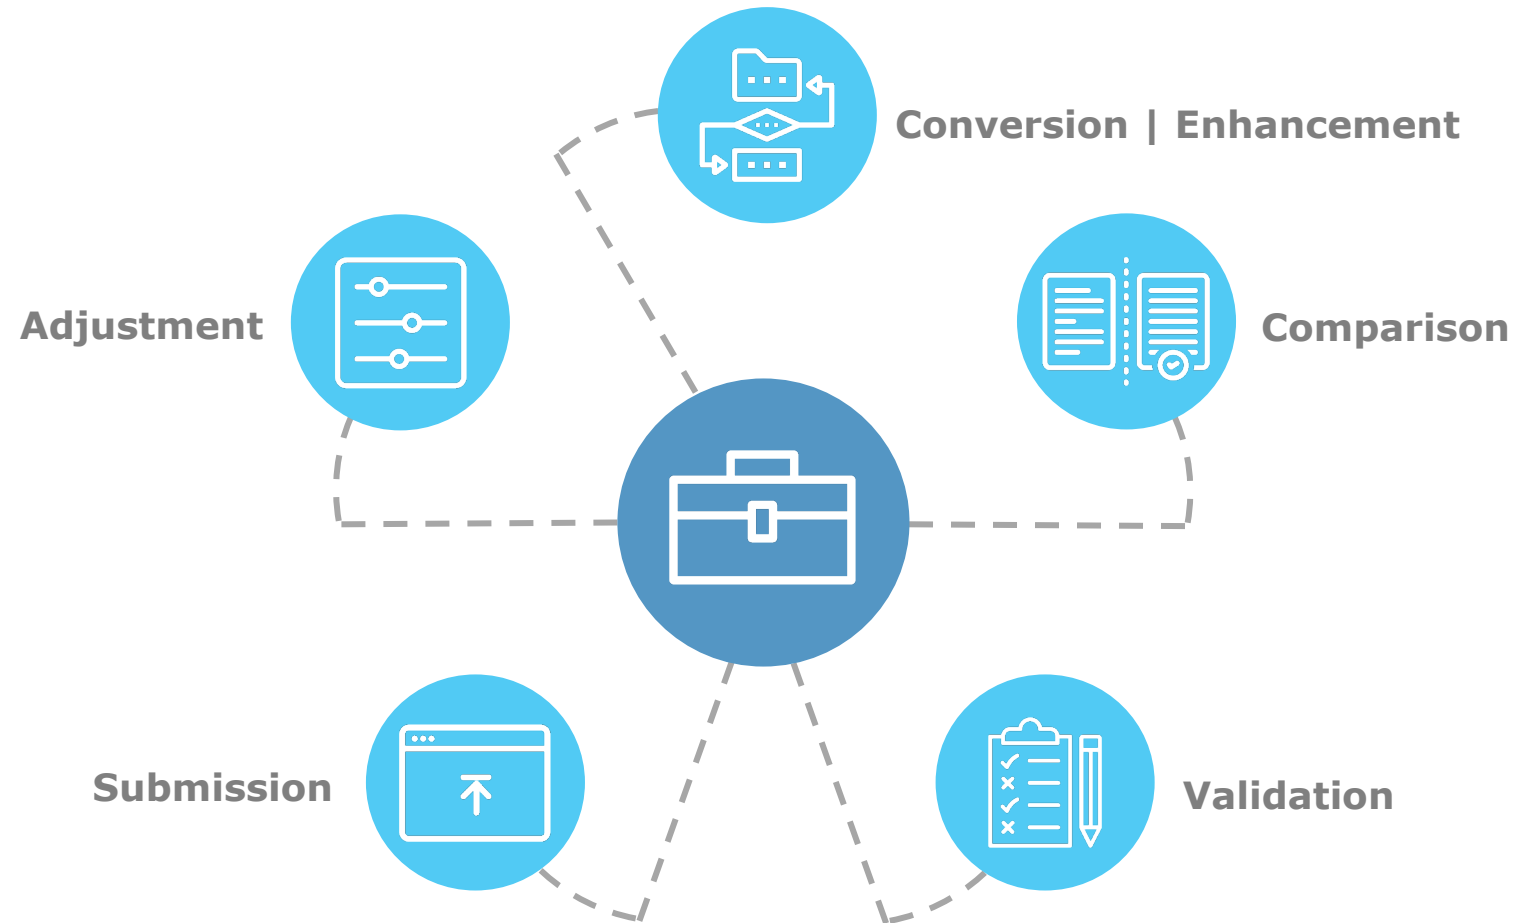 Conversion | Enhancement
Adjustment
Comparison
Submission
Validation